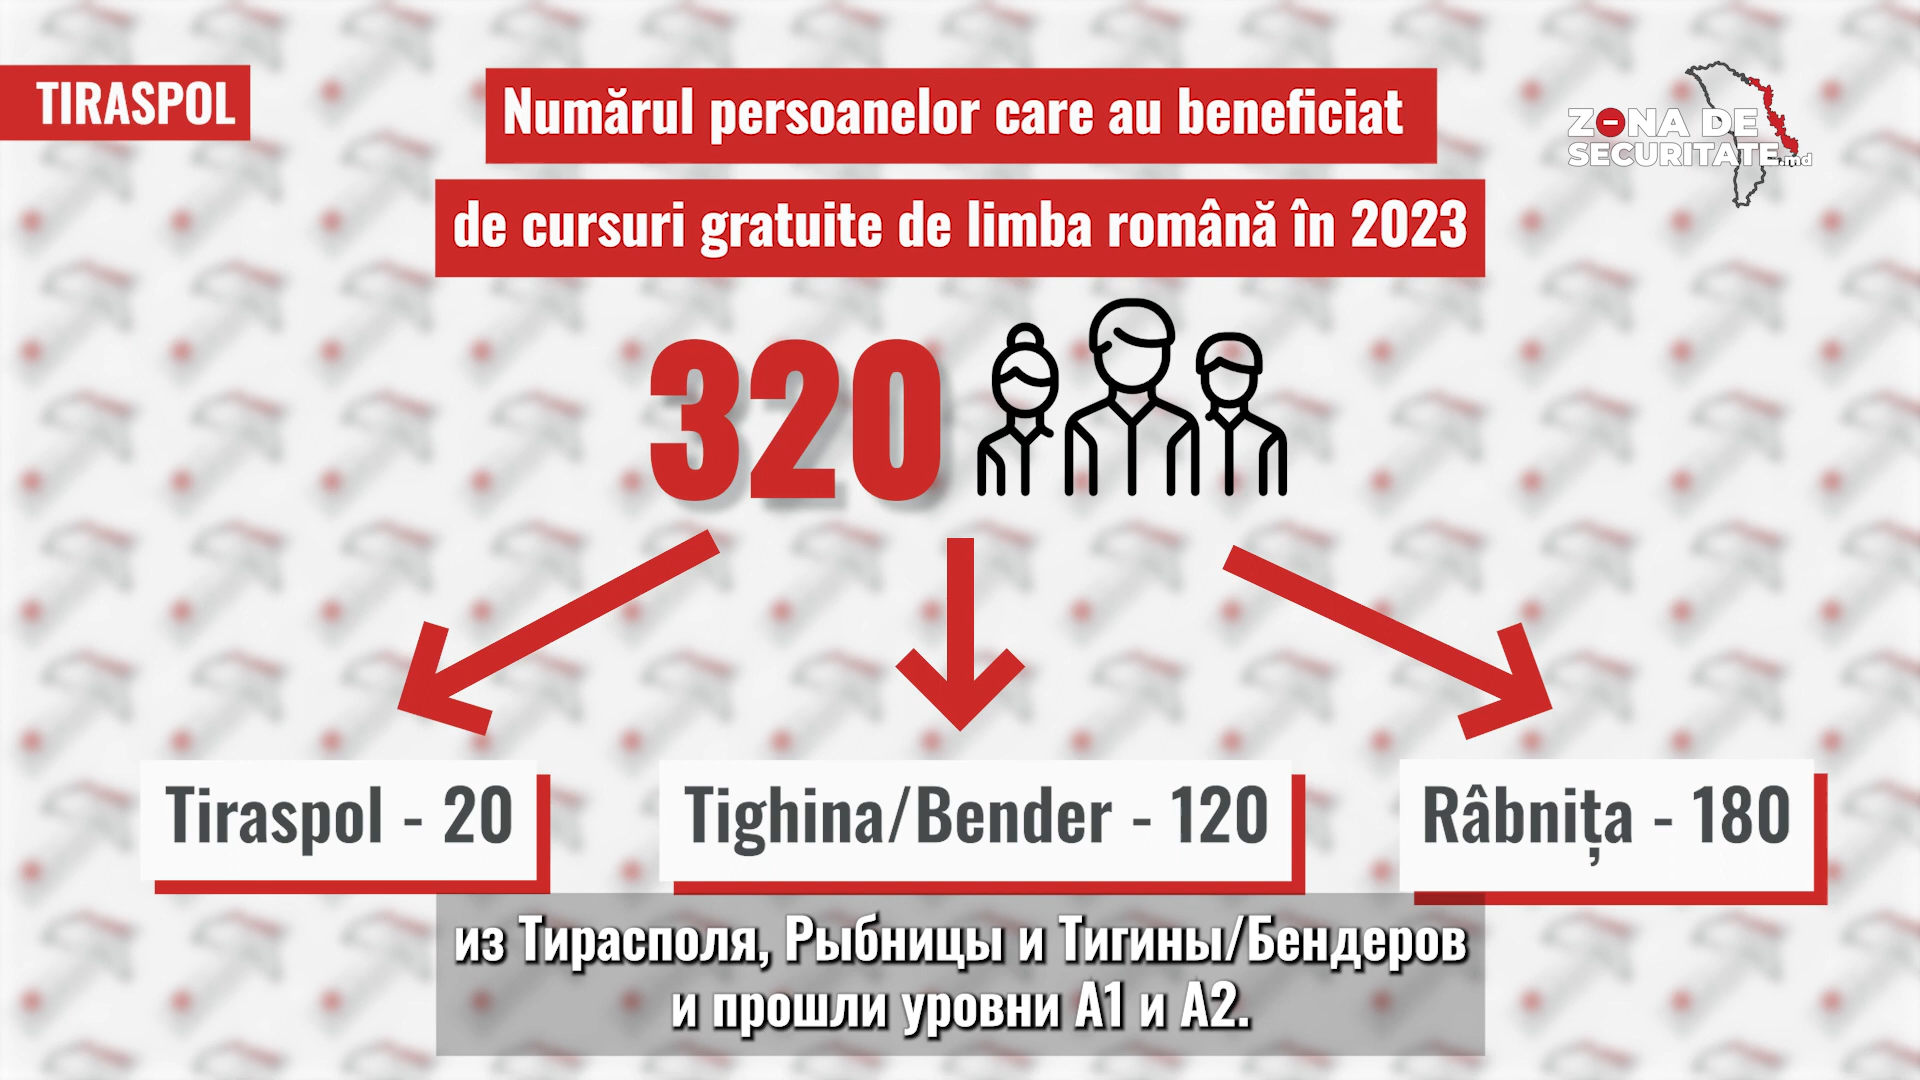 TIRASPOL
Numărul persoanelor care au beneficiat
de cursuri gratuite de limba română în 2023
ZONA DE
SECURITATE.md
320
Tiraspol - 20
Tighina/Bender - 120
Râbnița - 180
из Тирасполя, Рыбницы и Тигины/Бендеров
и прошли уровни А1 и А2.